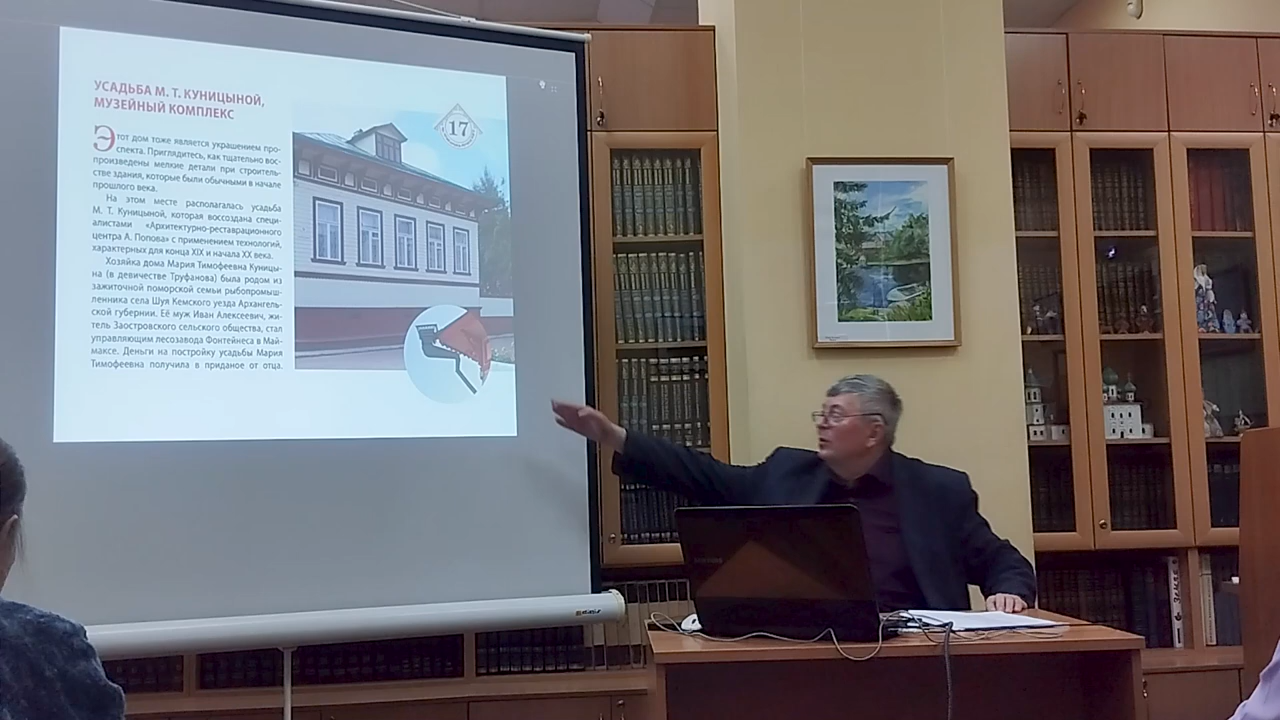 УСАДЬБА М. Т. КУНИЦЫНОЙ,
МУЗЕЙНЫЙ КОМПЛЕКС
17
Этот дом тоже является украшением про-
спекта. Приглядитесь, как тщательно вос-
произведены мелкие детали при строитель-
стве здания, которые были обычными в начале
прошлого века.
На этом месте располагалась усадьба
М. Т. Куницыной, которая воссоздана специ-
алистами «Архитектурно-реставрационного
центра А. Попова» с применением технологий,
характерных для конца XIX и начала XX века.
Хозяйка дома Мария Тимофеевна Куницы-
на (в девичестве Труфанова) была родом из
зажиточной поморской семьи рыбопромыш-
ленника села Шуя Кемского уезда Архангель-
ской губернии. Её муж Иван Алексеевич, жи-
тель Заостровского сельского общества, стал
управляющим лесозавода Фонтейнеса в Май-
максе. Деньги на постройку усадьбы Мария
Тимофеевна получила в приданое от отца.